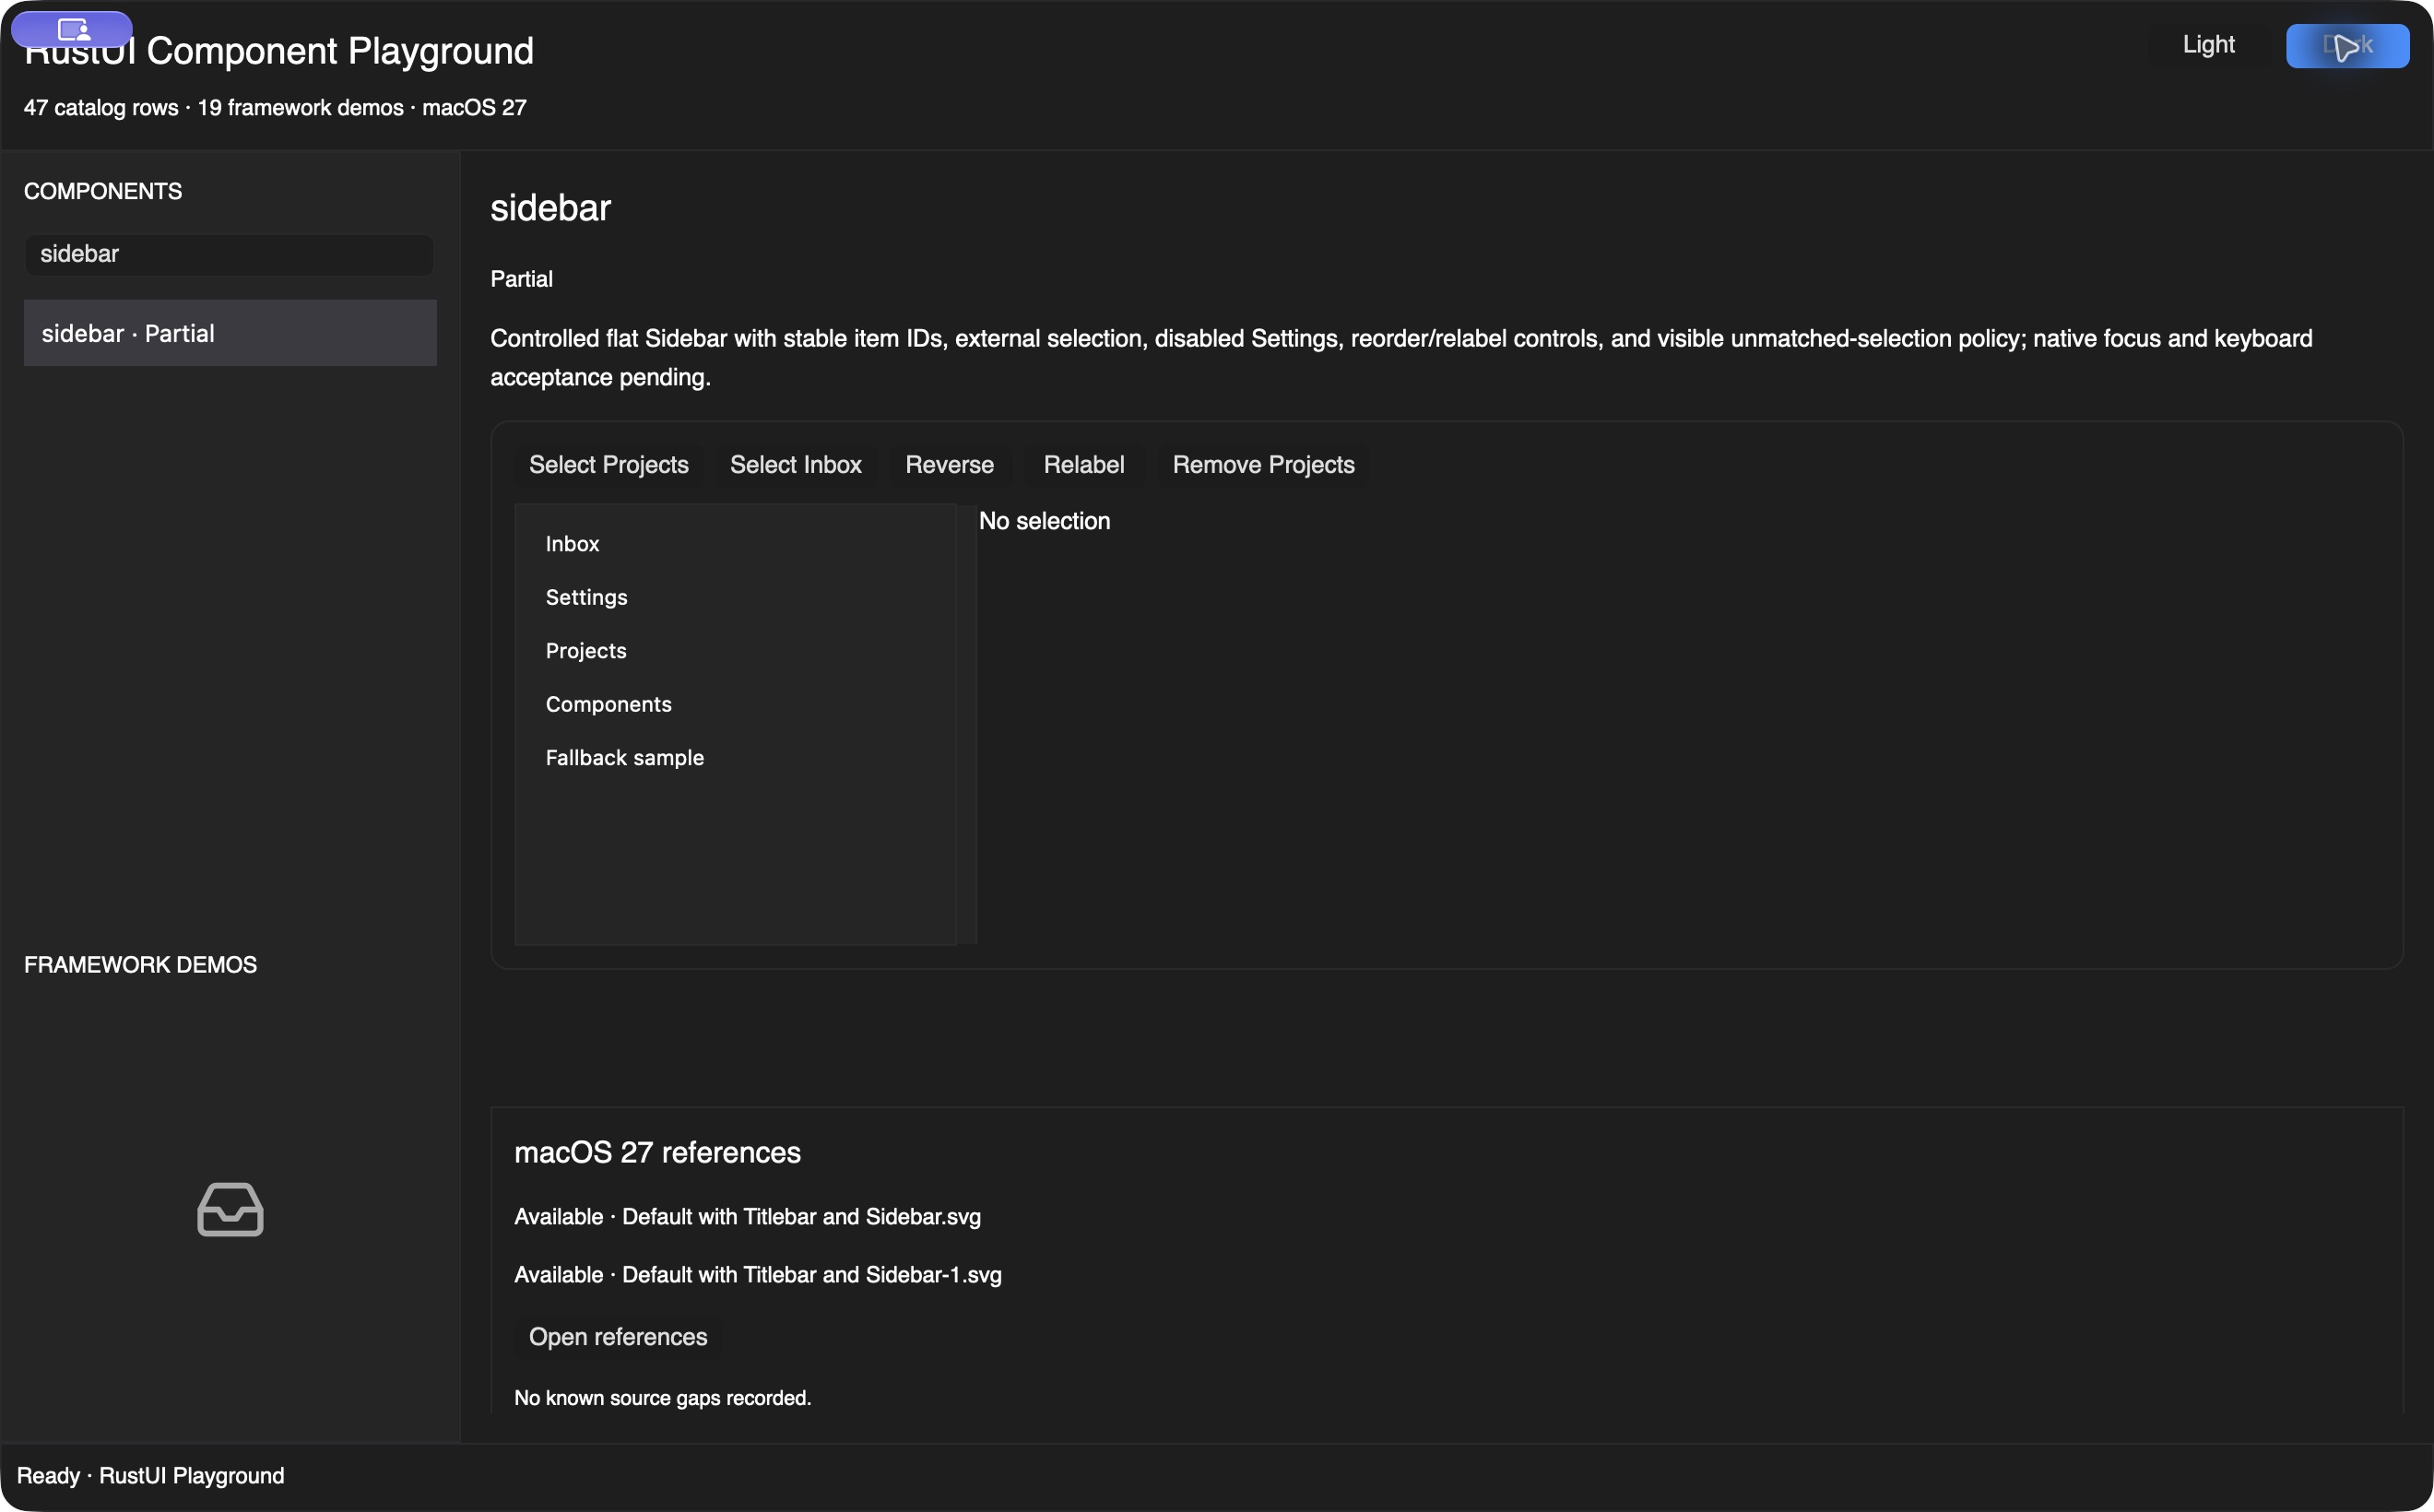 RustUI Component Playground
Light
47 catalog rows · 19 framework demos · macOS 27
COMPONENTS
sidebar
sidebar · Partial
FRAMEWORK DEMOS
sidebar
Partial
Controlled flat Sidebar with stable item IDs, external selection, disabled Settings, reorder/relabel controls, and visible unmatched-selection policy; native focus and keyboard
acceptance pending.
Select Projects Select Inbox Reverse Relabel Remove Projects
Inbox
Settings
Projects
Components
Fallback sample
No selection
macOS 27 references
Available · Default with Titlebar and Sidebar.svg
Available · Default with Titlebar and Sidebar-1.svg
Open references
No known source gaps recorded.
Ready · RustUI Playground